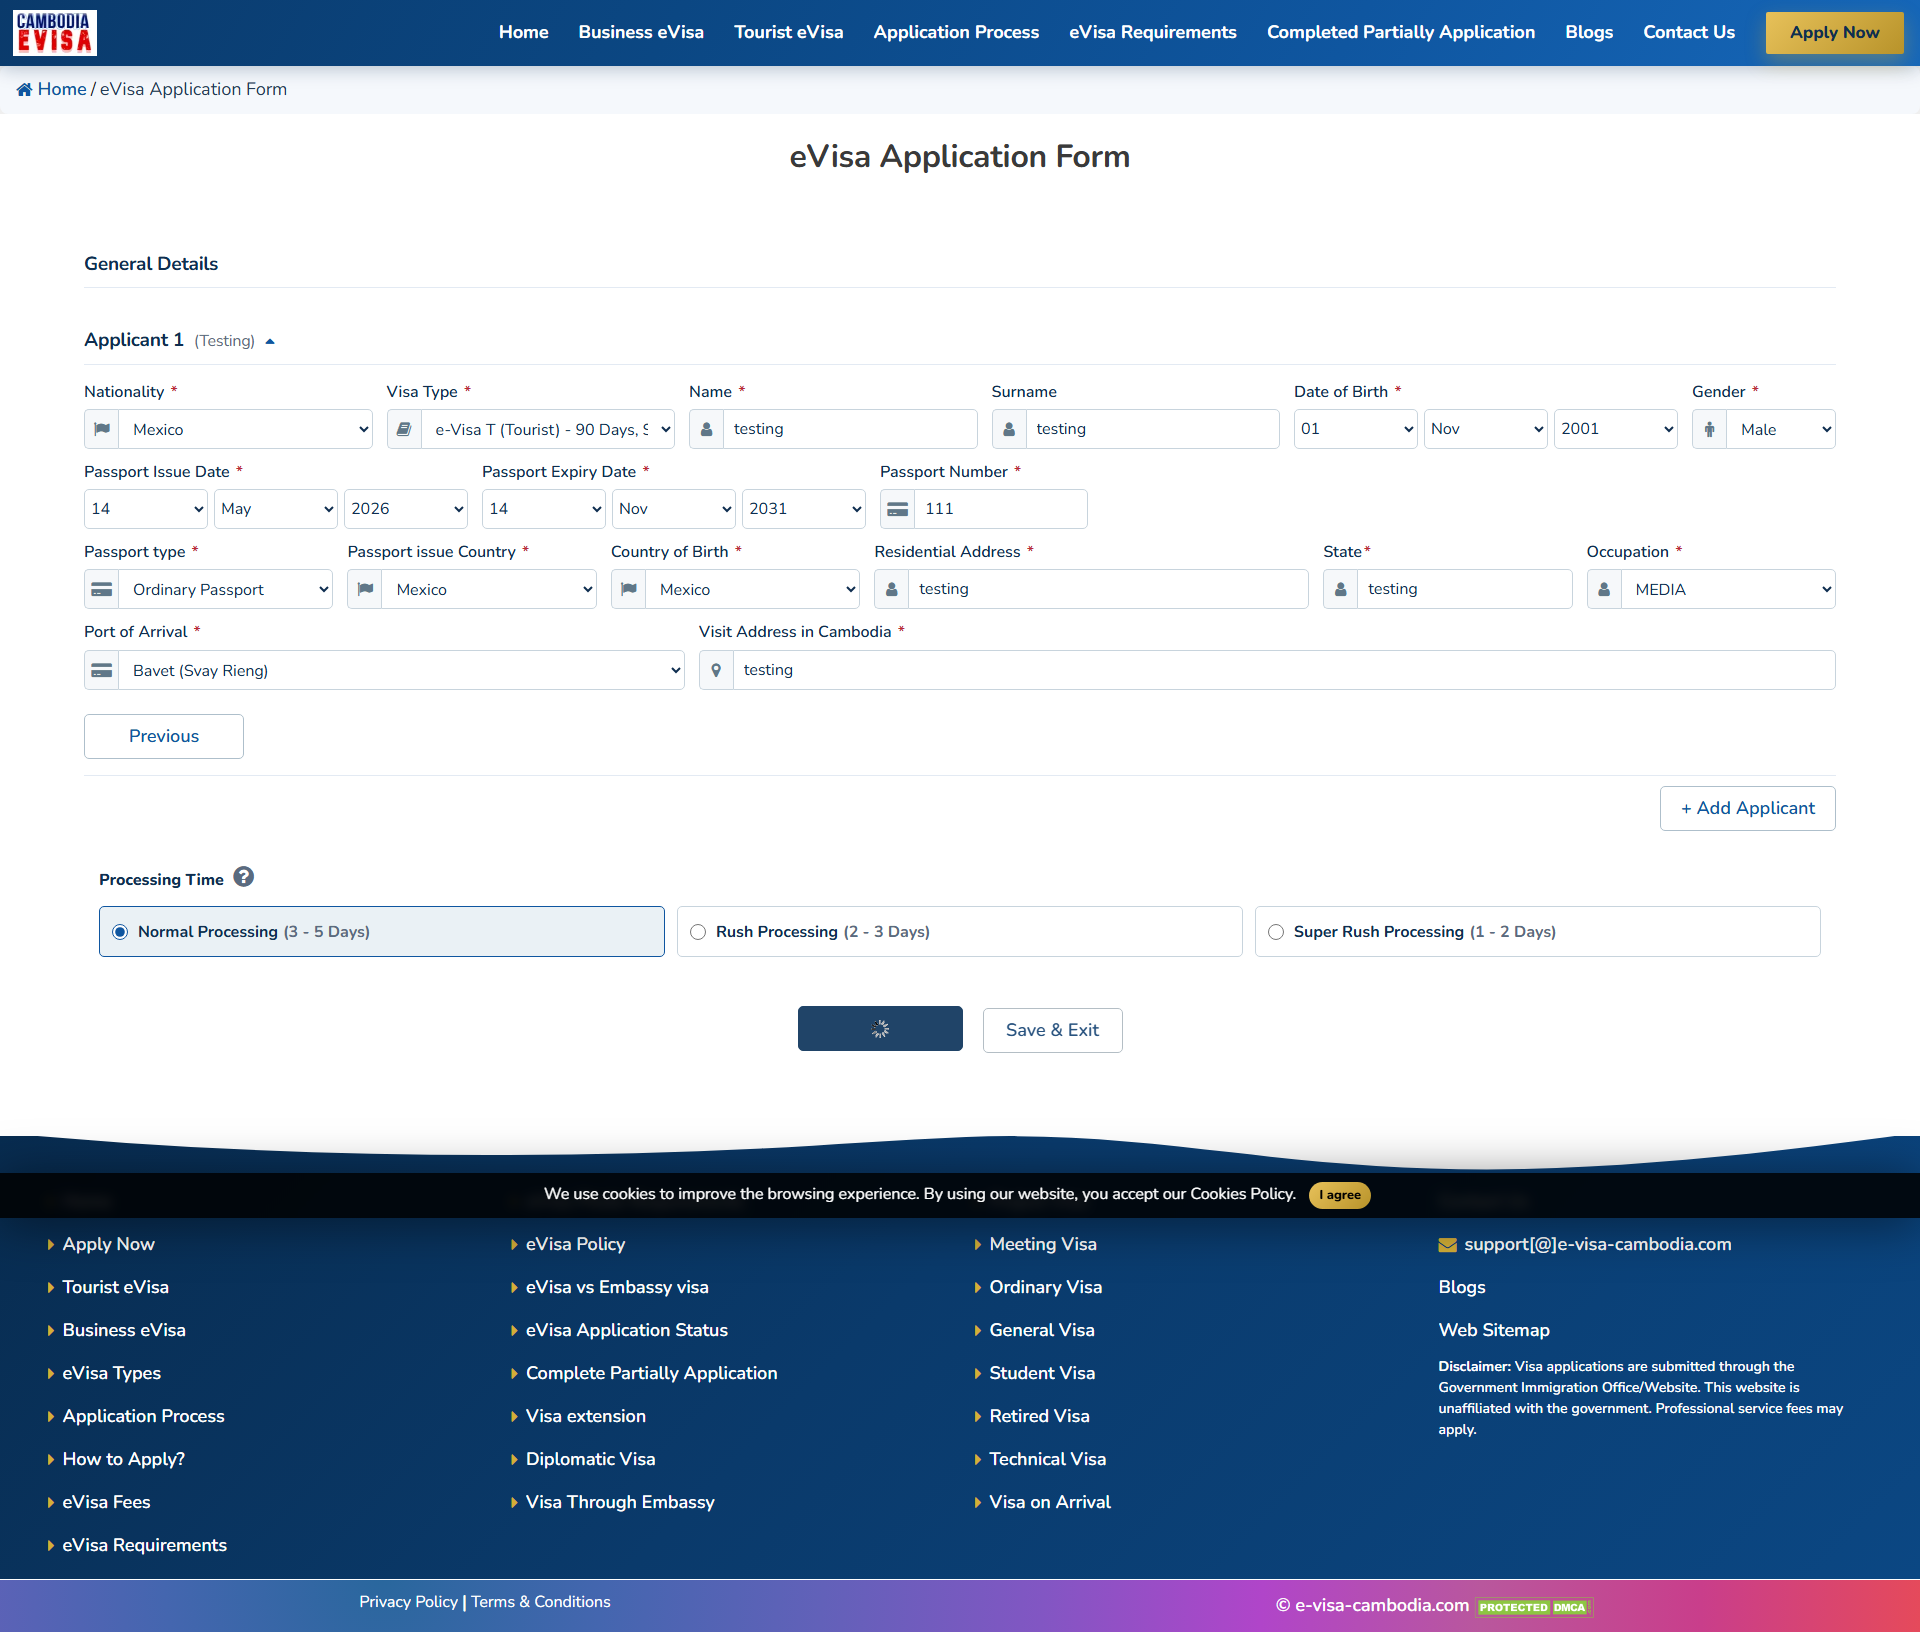 CAMBODIA
EVISA
Home Business eVisa Tourist eVisa Application Process eVisa Requirements Completed Partially Application Blogs Contact Us Apply Now
Home / eVisa Application Form
eVisa Application Form
General Details
Applicant 1 (Testing)
Nationality * Visa Type * Name * Surname Date of Birth * Gender *
Mexico e-Visa T (Tourist) - 90 Days, S testing testing 01 Nov 2001 Male
Passport Issue Date * Passport Expiry Date * Passport Number *
14 May 2026 14 Nov 2031 111
Passport type * Passport issue Country * Country of Birth * Residential Address * State* Occupation *
Ordinary Passport Mexico Mexico testing testing MEDIA
Port of Arrival * Visit Address in Cambodia *
Bavet (Svay Rieng) testing
Previous
+ Add Applicant
Processing Time ?
Normal Processing (3 - 5 Days) Rush Processing (2 - 3 Days) Super Rush Processing (1 - 2 Days)
Save & Exit
We use cookies to improve the browsing experience. By using our website, you accept our Cookies Policy. I agree
Apply Now
Tourist eVisa
Business eVisa
eVisa Types
Application Process
How to Apply?
eVisa Fees
eVisa Requirements
eVisa Policy
eVisa vs Embassy visa
eVisa Application Status
Complete Partially Application
Visa extension
Diplomatic Visa
Visa Through Embassy
Meeting Visa
Ordinary Visa
General Visa
Student Visa
Retired Visa
Technical Visa
Visa on Arrival
support[@]e-visa-cambodia.com
Blogs
Web Sitemap
Disclaimer: Visa applications are submitted through the
Government Immigration Office/Website. This website is
unaffiliated with the government. Professional service fees may
apply.
Privacy Policy | Terms & Conditions
© e-visa-cambodia.com PROTECTED DMCA